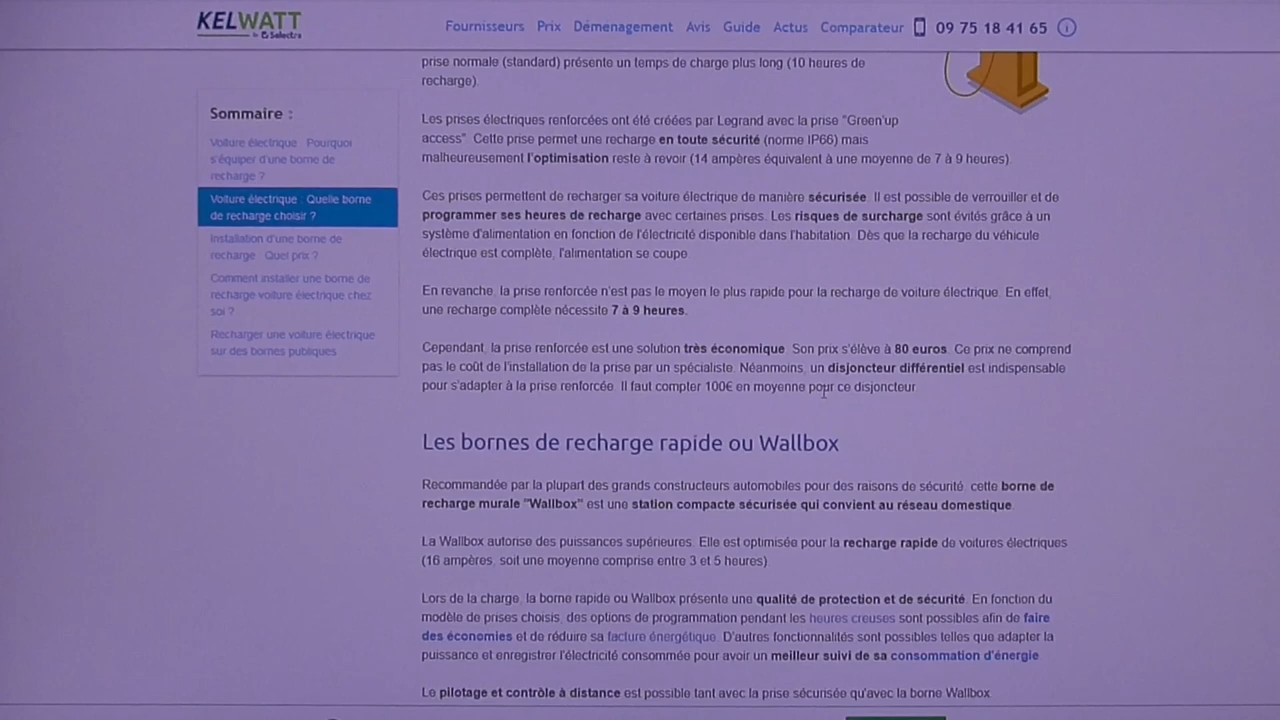 KELWATT
by Selectra
Fournisseurs Prix Déménagement Avis Guide Actus Comparateur 09 75 18 41 65
prise normale (standard) présente un temps de charge plus long (10 heures de
recharge).
Sommaire :
Voiture électrique : Pourquoi
s'équiper d'une borne de
recharge ?
Voiture électrique : Quelle borne
de recharge choisir ?
Installation d'une borne de
recharge : Quel prix ?
Comment installer une borne de
recharge voiture électrique chez
soi ?
Recharger une voiture électrique
sur des bornes publiques
Les prises électriques renforcées ont été créées par Legrand avec la prise "Green'up
access". Cette prise permet une recharge en toute sécurité (norme IP66) mais
malheureusement l'optimisation reste à revoir (14 ampères équivalent à une moyenne de 7 à 9 heures).
Ces prises permettent de recharger sa voiture électrique de manière sécurisée. Il est possible de verrouiller et de
programmer ses heures de recharge avec certaines prises. Les risques de surcharge sont évités grâce à un
système d'alimentation en fonction de l'électricité disponible dans l'habitation. Dès que la recharge du véhicule
électrique est complète, l'alimentation se coupe.
En revanche, la prise renforcée n'est pas le moyen le plus rapide pour la recharge de voiture électrique. En effet,
une recharge complète nécessite 7 à 9 heures.
Cependant, la prise renforcée est une solution très économique. Son prix s'élève à 80 euros. Ce prix ne comprend
pas le coût de l'installation de la prise par un spécialiste. Néanmoins, un disjoncteur différentiel est indispensable
pour s'adapter à la prise renforcée. Il faut compter 100€ en moyenne pour ce disjoncteur.
Les bornes de recharge rapide ou Wallbox
Recommandée par la plupart des grands constructeurs automobiles pour des raisons de sécurité, cette borne de
recharge murale "Wallbox" est une station compacte sécurisée qui convient au réseau domestique.
La Wallbox autorise des puissances supérieures. Elle est optimisée pour la recharge rapide de voitures électriques
(16 ampères, soit une moyenne comprise entre 3 et 5 heures).
Lors de la charge, la borne rapide ou Wallbox présente une qualité de protection et de sécurité. En fonction du
modèle de prises choisis, des options de programmation pendant les heures creuses sont possibles afin de faire
des économies et de réduire sa facture énergétique. D'autres fonctionnalités sont possibles telles que adapter la
puissance et enregistrer l'électricité consommée pour avoir un meilleur suivi de sa consommation d'énergie.
Le pilotage et contrôle à distance est possible tant avec la prise sécurisée qu'avec la borne Wallbox.